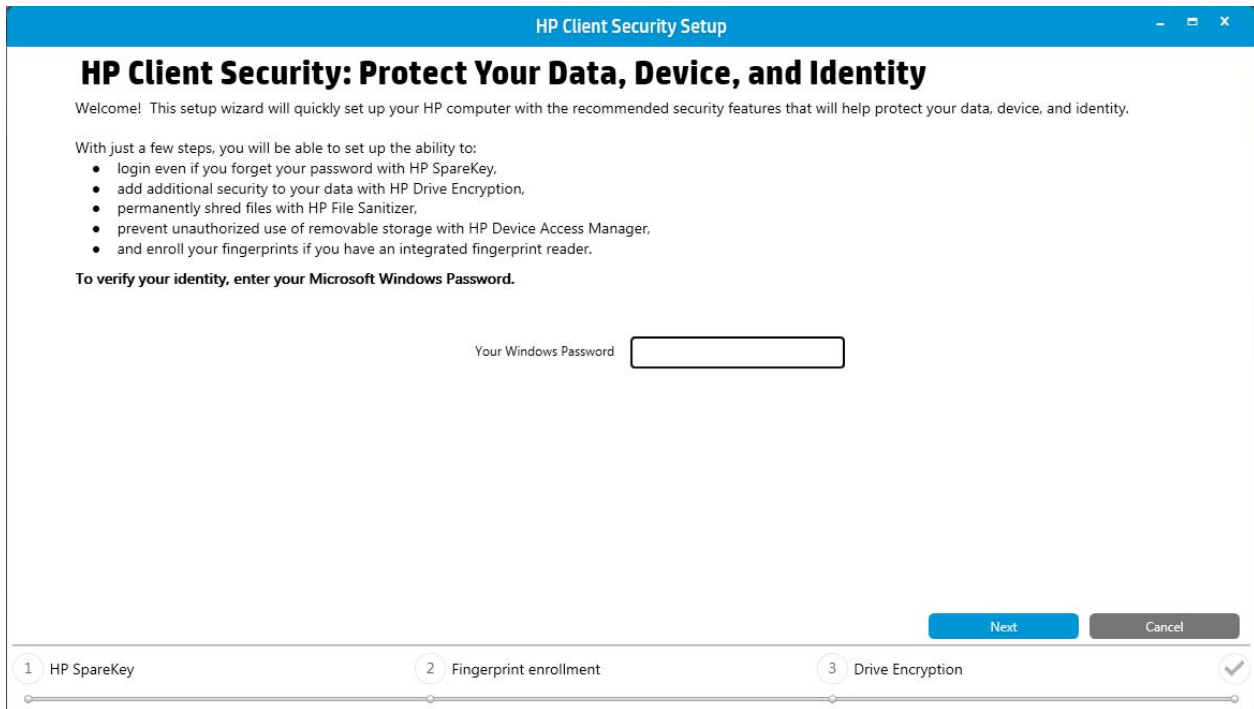 HP Client Security Setup
HP Client Security: Protect Your Data, Device, and Identity
Welcome! This setup wizard will quickly set up your HP computer with the recommended security features that will help protect your data, device, and identity.
With just a few steps, you will be able to set up the ability to:
● login even if you forget your password with HP SpareKey,
● add additional security to your data with HP Drive Encryption,
● permanently shred files with HP File Sanitizer,
● prevent unauthorized use of removable storage with HP Device Access Manager,
● and enroll your fingerprints if you have an integrated fingerprint reader.
To verify your identity, enter your Microsoft Windows Password.
Your Windows Password
Next Cancel
1 HP SpareKey 2 Fingerprint enrollment 3 Drive Encryption